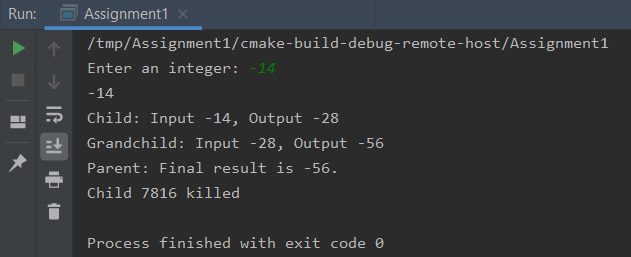 Run: Assignment1
/tmp/Assignment1/cmake-build-debug-remote-host/Assignment1
Enter an integer: -14
-14
Child: Input -14, Output -28
Grandchild: Input -28, Output -56
Parent: Final result is -56.
Child 7816 killed
Process finished with exit code 0